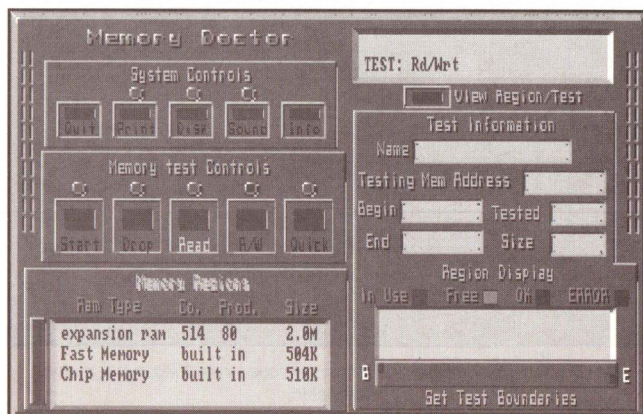 Memory Doctor
System Controls
Quit Print Disk Sound Info
Memory test Controls
Start Drop Read R/W Quick
Memory Regions
Ram Type Co. Prod. Size
expansion ram 514 80 2.0M
Fast Memory built in 504K
Chip Memory built in 510K
TEST: Rd/Wrt
View Region/Test
Test Information
Name
Testing Mem Address
Begin Tested
End Size
Region Display
In Use Free OK ERROR
B E
Set Test Boundaries